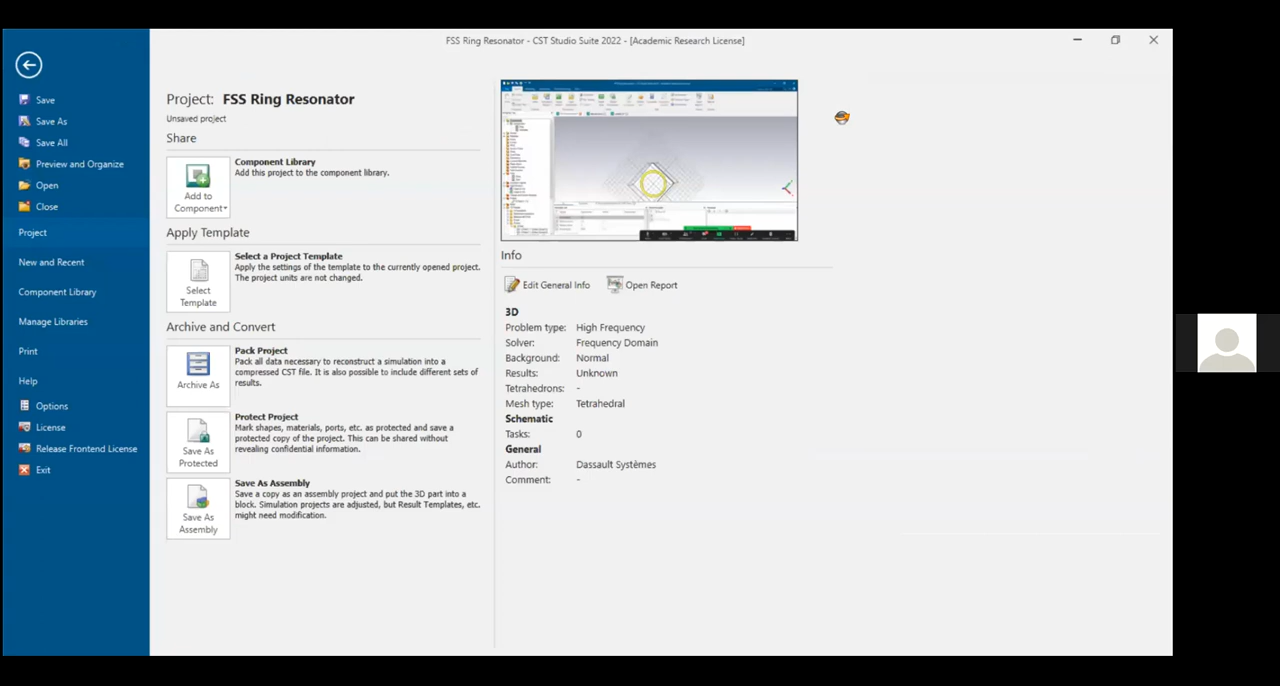 FSS Ring Resonator - CST Studio Suite 2022 - [Academic Research License]
Save
Save As
Save All
Preview and Organize
Open
Close
Project
New and Recent
Component Library
Manage Libraries
Print
Help
Options
License
Release Frontend License
Exit
Project: FSS Ring Resonator
Unsaved project
Share
Add to
Component
Component Library
Add this project to the component library.
Apply Template
Select
Template
Select a Project Template
Apply the settings of the template to the currently opened project.
The project units are not changed.
Archive and Convert
Archive As
Pack Project
Pack all data necessary to reconstruct a simulation into a
compressed CST file. It is also possible to include different sets of
results.
Save As
Protected
Protect Project
Mark shapes, materials, ports, etc. as protected and save a
protected copy of the project. This can be shared without
revealing confidential information.
Save As
Assembly
Save As Assembly
Save a copy as an assembly project and put the 3D part into a
block. Simulation projects are adjusted, but Result Templates, etc.
might need modification.
Info
Edit General Info
Open Report
3D
Problem type: High Frequency
Solver: Frequency Domain
Background: Normal
Results: Unknown
Tetrahedrons: -
Mesh type: Tetrahedral
Schematic
Tasks: 0
General
Author: Dassault Systèmes
Comment: -